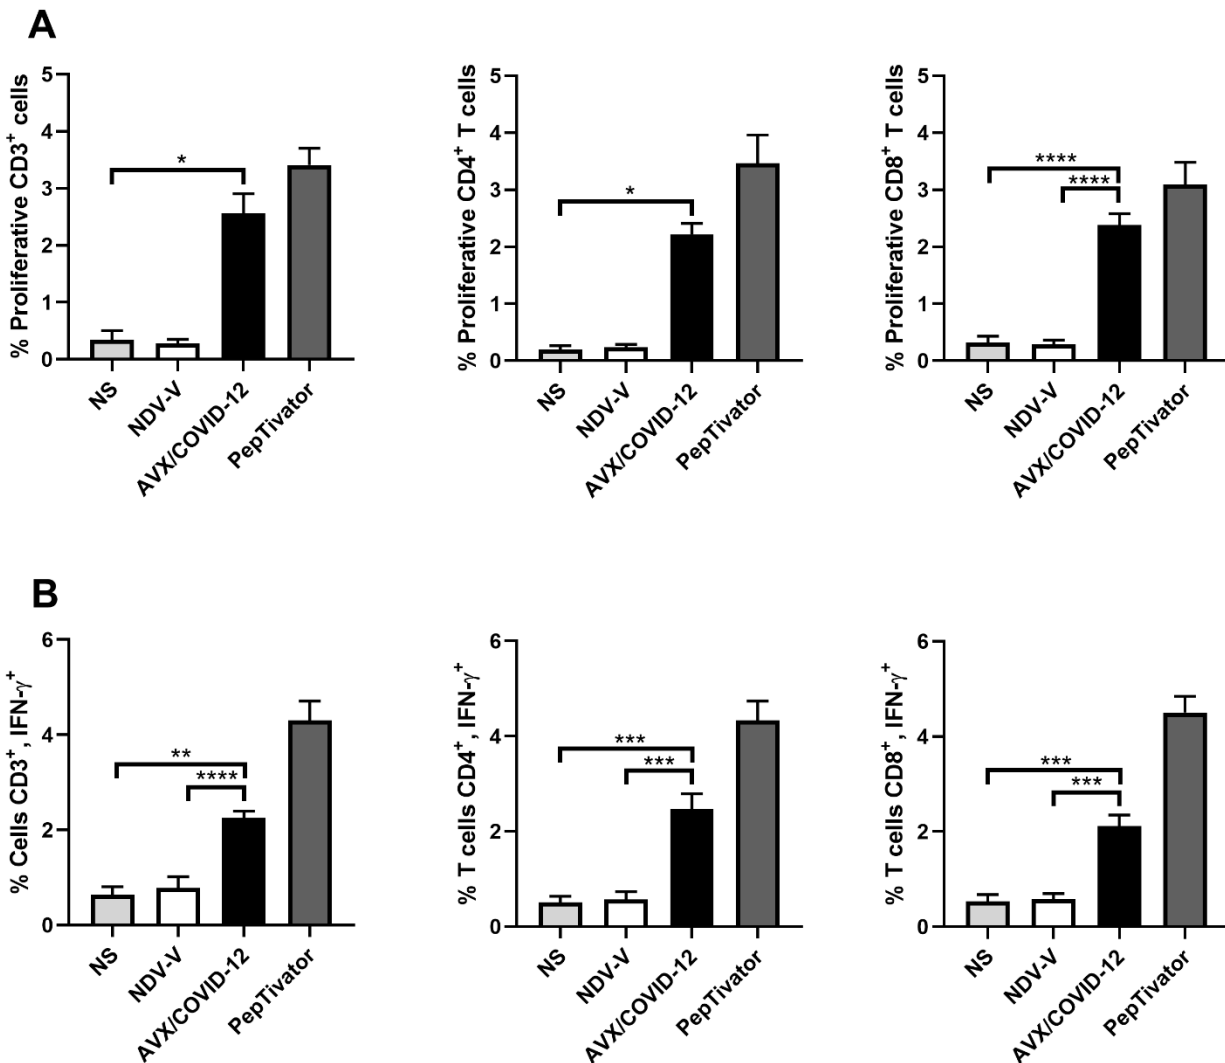 A
% Proliferative CD3+ cells
5
4
3
2
1
0
*
NS
NDV-V
AVX/COVID-12
PepTivator
% Proliferative CD4+ T cells
5
4
3
2
1
0
*
NS
NDV-V
AVX/COVID-12
PepTivator
% Proliferative CD8+ T cells
5
4
3
2
1
0
****
****
NS
NDV-V
AVX/COVID-12
PepTivator
B
% Cells CD3+, IFN-γ+
6
4
2
0
**
****
NS
NDV-V
AVX/COVID-12
PepTivator
% T cells CD4+, IFN-γ+
6
4
2
0
***
***
NS
NDV-V
AVX/COVID-12
PepTivator
% T cells CD8+, IFN-γ+
6
4
2
0
***
***
NS
NDV-V
AVX/COVID-12
PepTivator